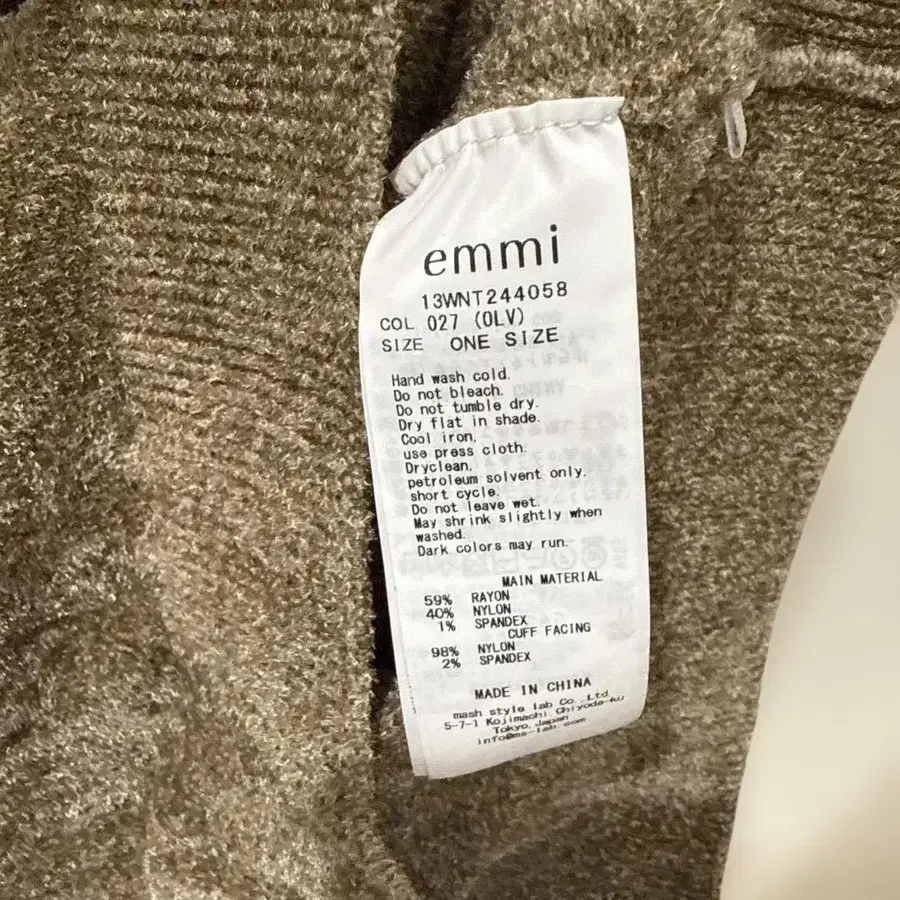 emmi
13WNT244058
COL 027 (OLV)
SIZE ONE SIZE
Hand wash cold.
Do not bleach.
Do not tumble dry.
Dry flat in shade.
Cool iron,
use press cloth.
Dryclean,
petroleum solvent only.
short cycle.
Do not leave wet.
May shrink slightly when
washed.
Dark colors may run.
MAIN MATERIAL
59% RAYON
40% NYLON
1% SPANDEX
CUFF FACING
98% NYLON
2% SPANDEX
MADE IN CHINA
mash style lab Co., Ltd.
5-7-1 Kojimachi Chiyoda-ku
Tokyo, Japan
info@ms-lab.com